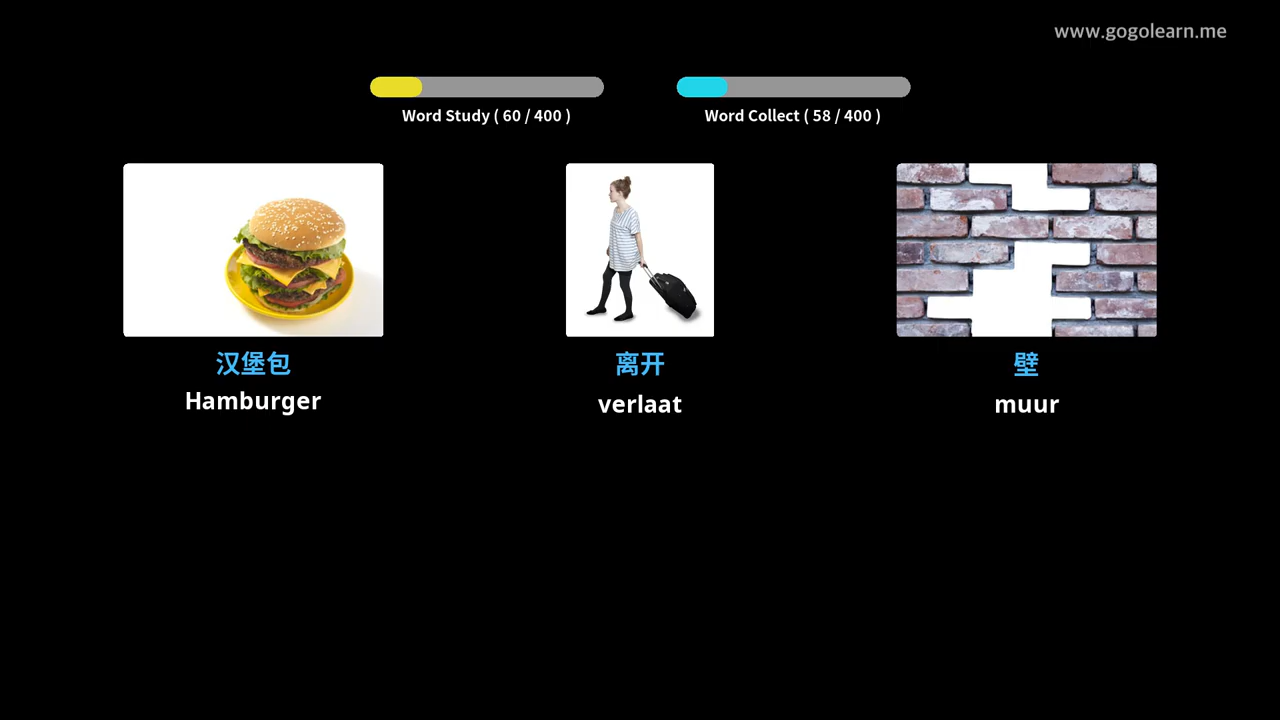 www.gogolearn.me
Word Study ( 60 / 400 )
Word Collect ( 58 / 400 )
汉堡包
Hamburger
离开
verlaat
壁
muur